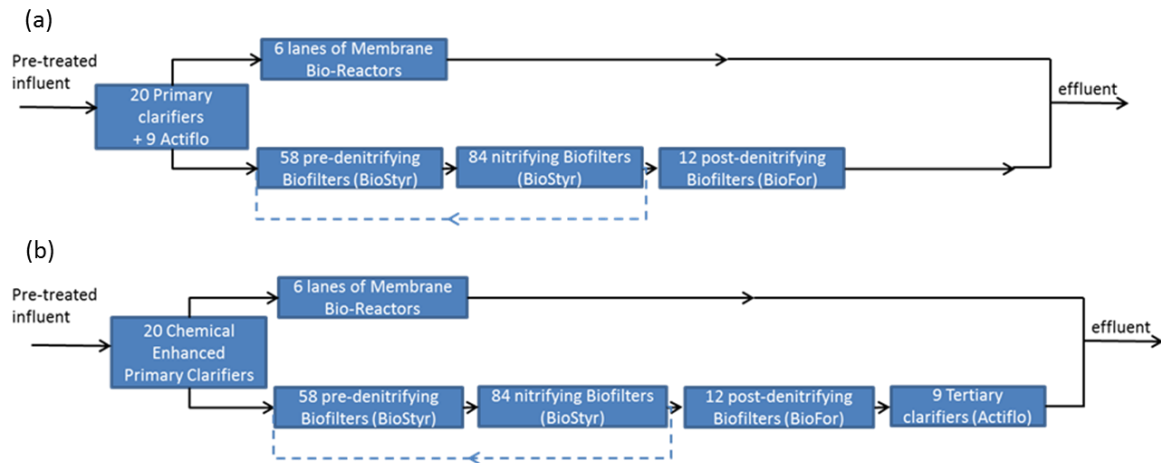 (a)
Pre-treated
influent
20 Primary
clarifiers
+ 9 Actiflo
6 lanes of Membrane
Bio-Reactors
58 pre-denitrifying
Biofilters (BioStyr)
84 nitrifying Biofilters
(BioStyr)
12 post-denitrifying
Biofilters (BioFor)
effluent
(b)
Pre-treated
influent
20 Chemical
Enhanced
Primary Clarifiers
6 lanes of Membrane
Bio-Reactors
58 pre-denitrifying
Biofilters (BioStyr)
84 nitrifying Biofilters
(BioStyr)
12 post-denitrifying
Biofilters (BioFor)
9 Tertiary
clarifiers (Actiflo)
effluent